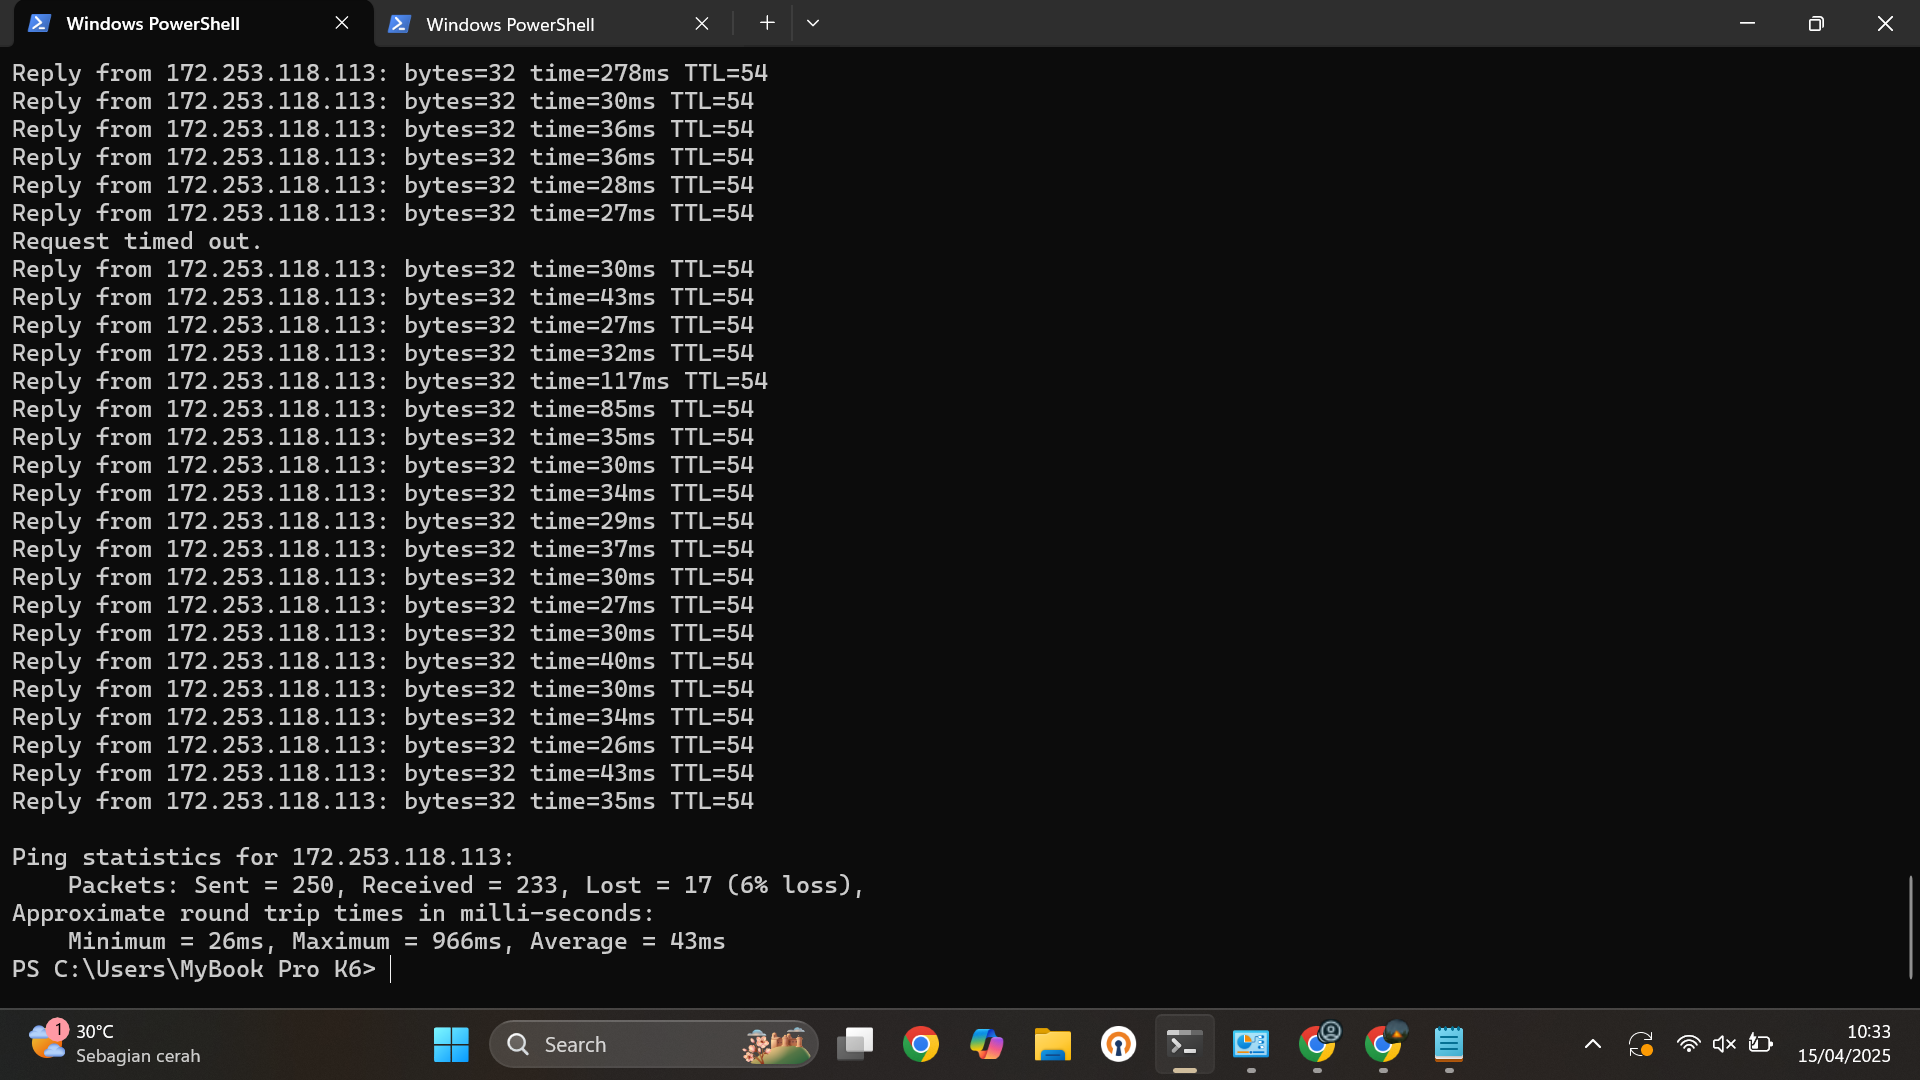 Windows PowerShell
Windows PowerShell
Reply from 172.253.118.113: bytes=32 time=278ms TTL=54
Reply from 172.253.118.113: bytes=32 time=30ms TTL=54
Reply from 172.253.118.113: bytes=32 time=36ms TTL=54
Reply from 172.253.118.113: bytes=32 time=36ms TTL=54
Reply from 172.253.118.113: bytes=32 time=28ms TTL=54
Reply from 172.253.118.113: bytes=32 time=27ms TTL=54
Request timed out.
Reply from 172.253.118.113: bytes=32 time=30ms TTL=54
Reply from 172.253.118.113: bytes=32 time=43ms TTL=54
Reply from 172.253.118.113: bytes=32 time=27ms TTL=54
Reply from 172.253.118.113: bytes=32 time=32ms TTL=54
Reply from 172.253.118.113: bytes=32 time=117ms TTL=54
Reply from 172.253.118.113: bytes=32 time=85ms TTL=54
Reply from 172.253.118.113: bytes=32 time=35ms TTL=54
Reply from 172.253.118.113: bytes=32 time=30ms TTL=54
Reply from 172.253.118.113: bytes=32 time=34ms TTL=54
Reply from 172.253.118.113: bytes=32 time=29ms TTL=54
Reply from 172.253.118.113: bytes=32 time=37ms TTL=54
Reply from 172.253.118.113: bytes=32 time=30ms TTL=54
Reply from 172.253.118.113: bytes=32 time=27ms TTL=54
Reply from 172.253.118.113: bytes=32 time=30ms TTL=54
Reply from 172.253.118.113: bytes=32 time=40ms TTL=54
Reply from 172.253.118.113: bytes=32 time=30ms TTL=54
Reply from 172.253.118.113: bytes=32 time=34ms TTL=54
Reply from 172.253.118.113: bytes=32 time=26ms TTL=54
Reply from 172.253.118.113: bytes=32 time=43ms TTL=54
Reply from 172.253.118.113: bytes=32 time=35ms TTL=54
Ping statistics for 172.253.118.113:
Packets: Sent = 250, Received = 233, Lost = 17 (6% loss),
Approximate round trip times in milli-seconds:
Minimum = 26ms, Maximum = 966ms, Average = 43ms
PS C:\Users\MyBook Pro K6>
1
30°C
Sebagian cerah
Search
10:33
15/04/2025